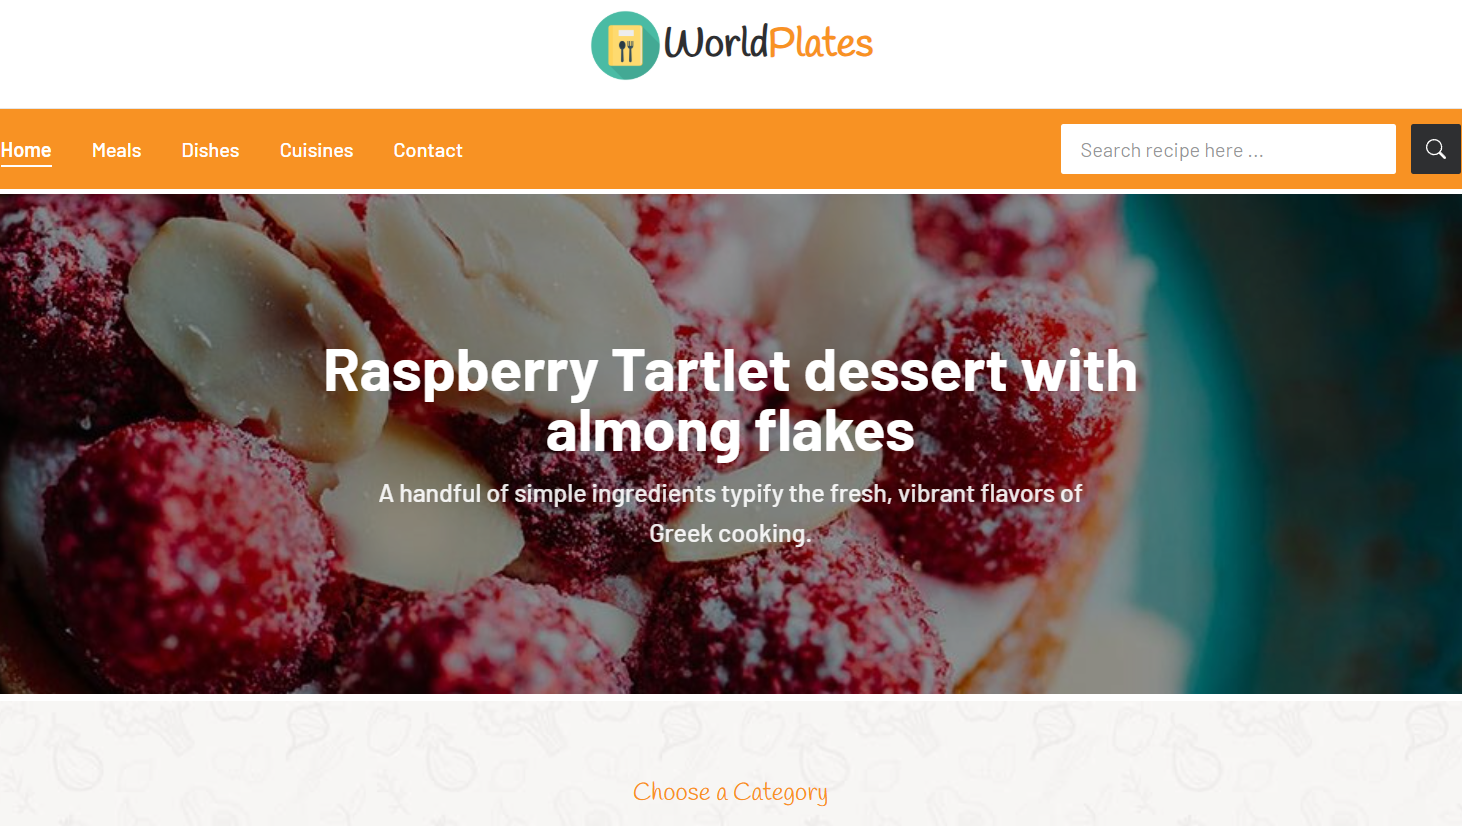 WorldPlates
Home Meals Dishes Cuisines Contact Search recipe here ...
Raspberry Tartlet dessert with
almong flakes
A handful of simple ingredients typify the fresh, vibrant flavors of
Greek cooking.
Choose a Category